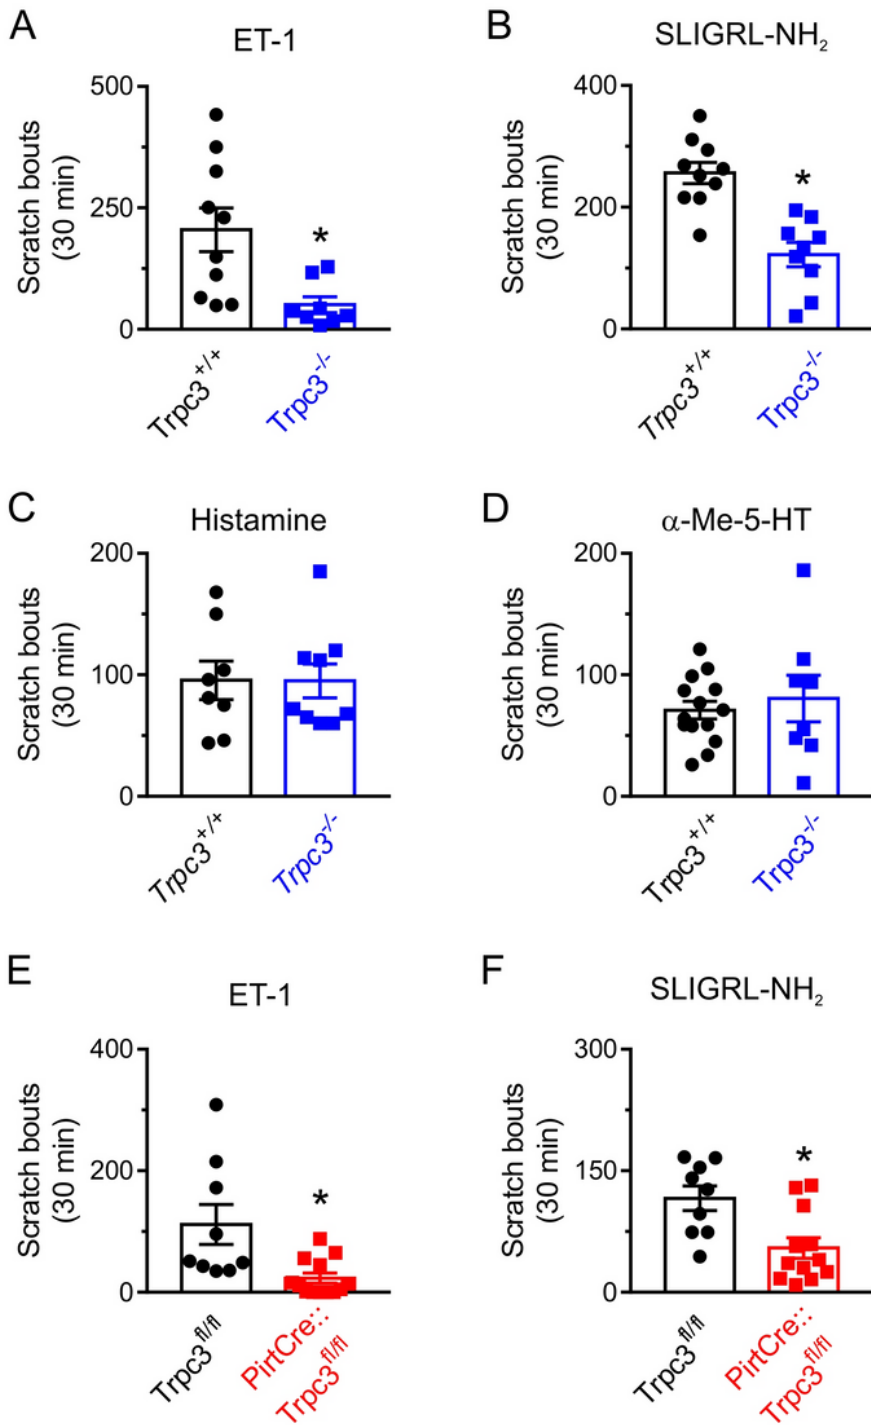 A
ET-1
500
250
0
Scratch bouts
(30 min)
*
Trpc3+/+
Trpc3-/-
B
SLIGRL-NH2
400
200
0
Scratch bouts
(30 min)
*
Trpc3+/+
Trpc3-/-
C
Histamine
200
100
0
Scratch bouts
(30 min)
Trpc3+/+
Trpc3-/-
D
α-Me-5-HT
200
100
0
Scratch bouts
(30 min)
Trpc3+/+
Trpc3-/-
E
ET-1
400
200
0
Scratch bouts
(30 min)
*
Trpc3fl/fl
PirtCre::
Trpc3fl/fl
F
SLIGRL-NH2
300
150
0
Scratch bouts
(30 min)
*
Trpc3fl/fl
PirtCre::
Trpc3fl/fl